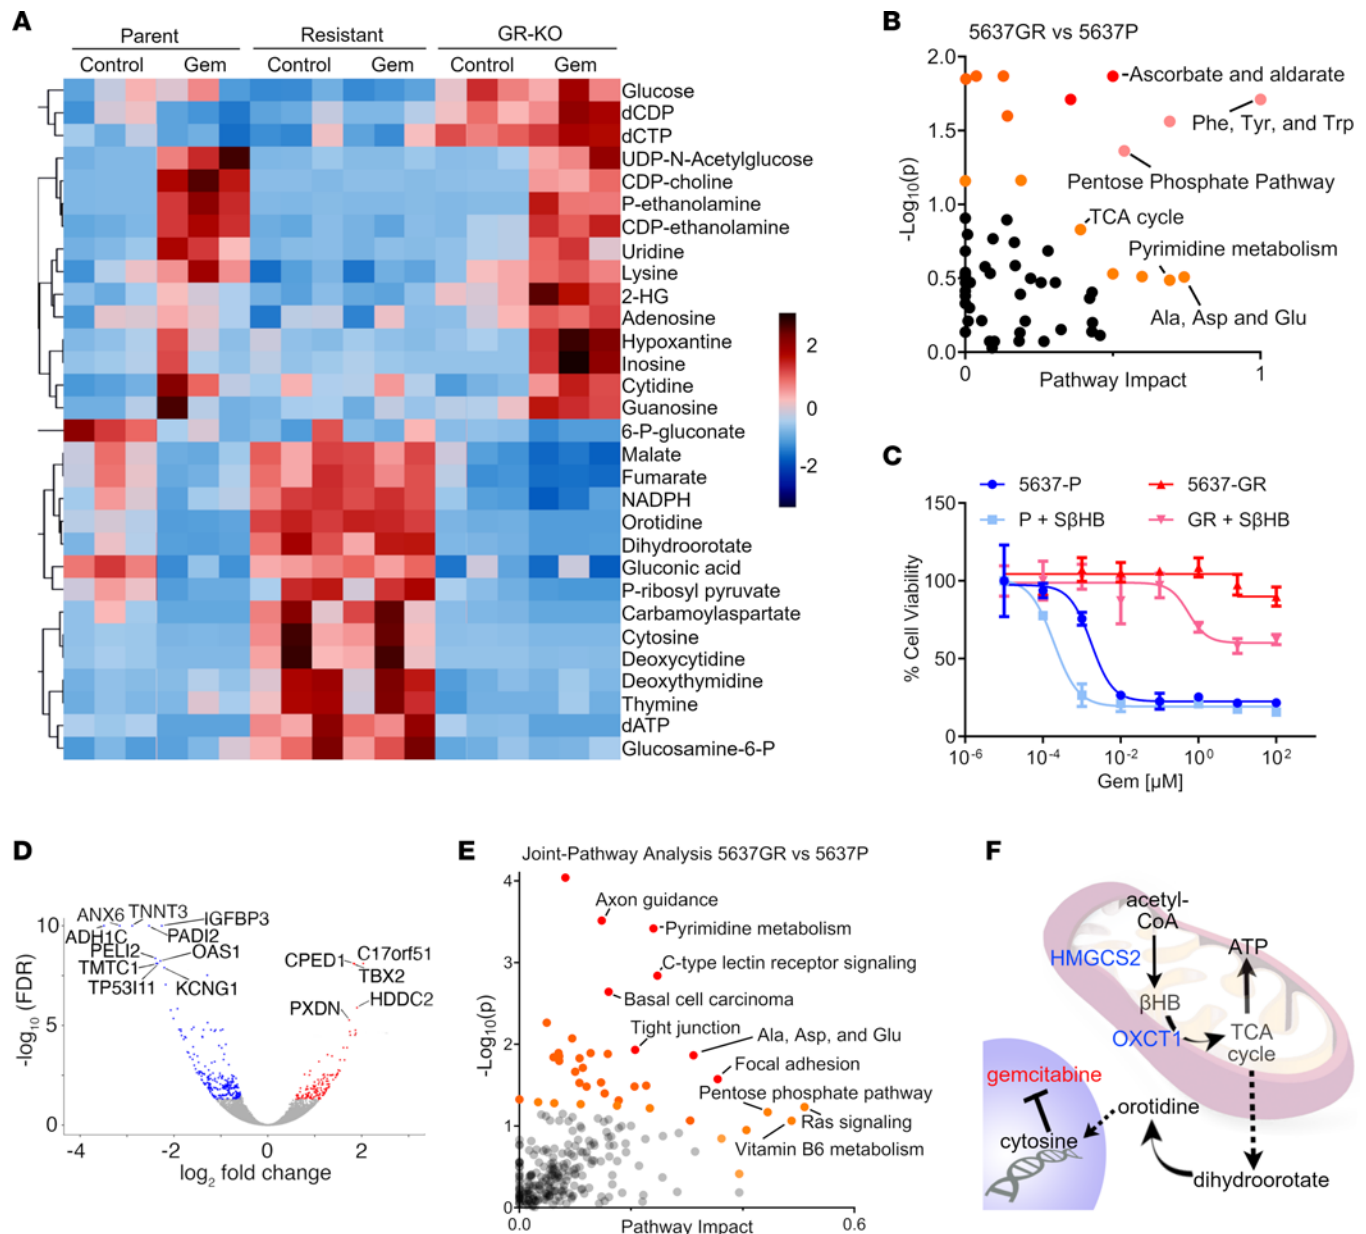 A
Parent Resistant GR-KO
Control Gem Control Gem Control Gem
Glucose
dCDP
dCTP
UDP-N-Acetylglucose
CDP-choline
P-ethanolamine
CDP-ethanolamine
Uridine
Lysine
2-HG
Adenosine
Hypoxantine
Inosine
Cytidine
Guanosine
6-P-gluconate
Malate
Fumarate
NADPH
Orotidine
Dihydroorotate
Gluconic acid
P-ribosyl pyruvate
Carbamoylaspartate
Cytosine
Deoxycytidine
Deoxythymidine
Thymine
dATP
Glucosamine-6-P
2
0
-2
B
5637GR vs 5637P
-Log10(p)
2.0
1.5
1.0
0.5
0.0
Ascorbate and aldarate
Phe, Tyr, and Trp
Pentose Phosphate Pathway
TCA cycle
Pyrimidine metabolism
Ala, Asp and Glu
0 1
Pathway Impact
C
5637-P 5637-GR
P + SβHB GR + SβHB
% Cell Viability
150
100
50
0
10-6 10-4 10-2 100 102
Gem [µM]
D
-log10 (FDR)
10
5
0
ANX6 TNNT3 IGFBP3
ADH1C PADI2
PELI2 OAS1
TMTC1
TP53I11 KCNG1
CPED1 C17orf51
TBX2
PXDN HDDC2
-4 -2 0 2
log2 fold change
E
Joint-Pathway Analysis 5637GR vs 5637P
-Log10(p)
4
3
2
1
0
Axon guidance
Pyrimidine metabolism
C-type lectin receptor signaling
Basal cell carcinoma
Tight junction
Ala, Asp, and Glu
Focal adhesion
Pentose phosphate pathway
Ras signaling
Vitamin B6 metabolism
0.0 0.6
Pathway Impact
F
acetyl-
CoA
ATP
HMGCS2
βHB
OXCT1
TCA
cycle
gemcitabine
orotidine
cytosine
dihydroorotate